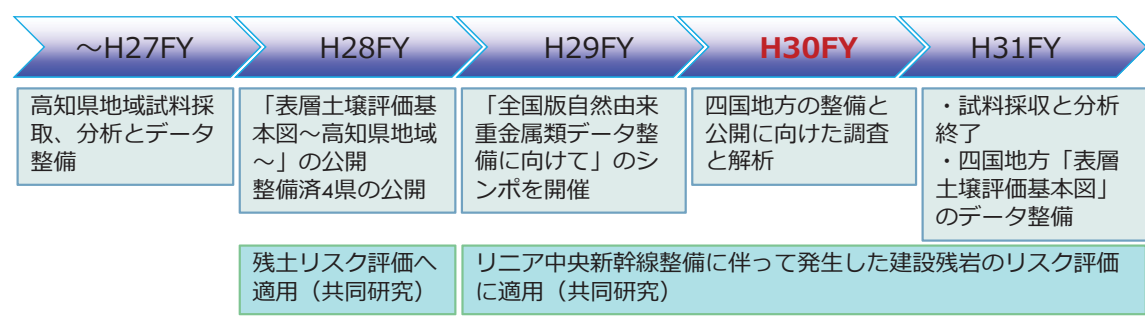 ～H27FY
H28FY
H29FY
H30FY
H31FY
高知県地域試料採
取、分析とデータ
整備
「表層土壌評価基
本図～高知県地域
～」の公開
整備済4県の公開
「全国版自然由来
重金属類データ整
備に向けて」のシ
ンポを開催
四国地方の整備と
公開に向けた調査
と解析
・試料採収と分析
終了
・四国地方「表層
土壌評価基本図」
のデータ整備
残土リスク評価へ
適用（共同研究）
リニア中央新幹線整備に伴って発生した建設残岩のリスク評価
に適用（共同研究）